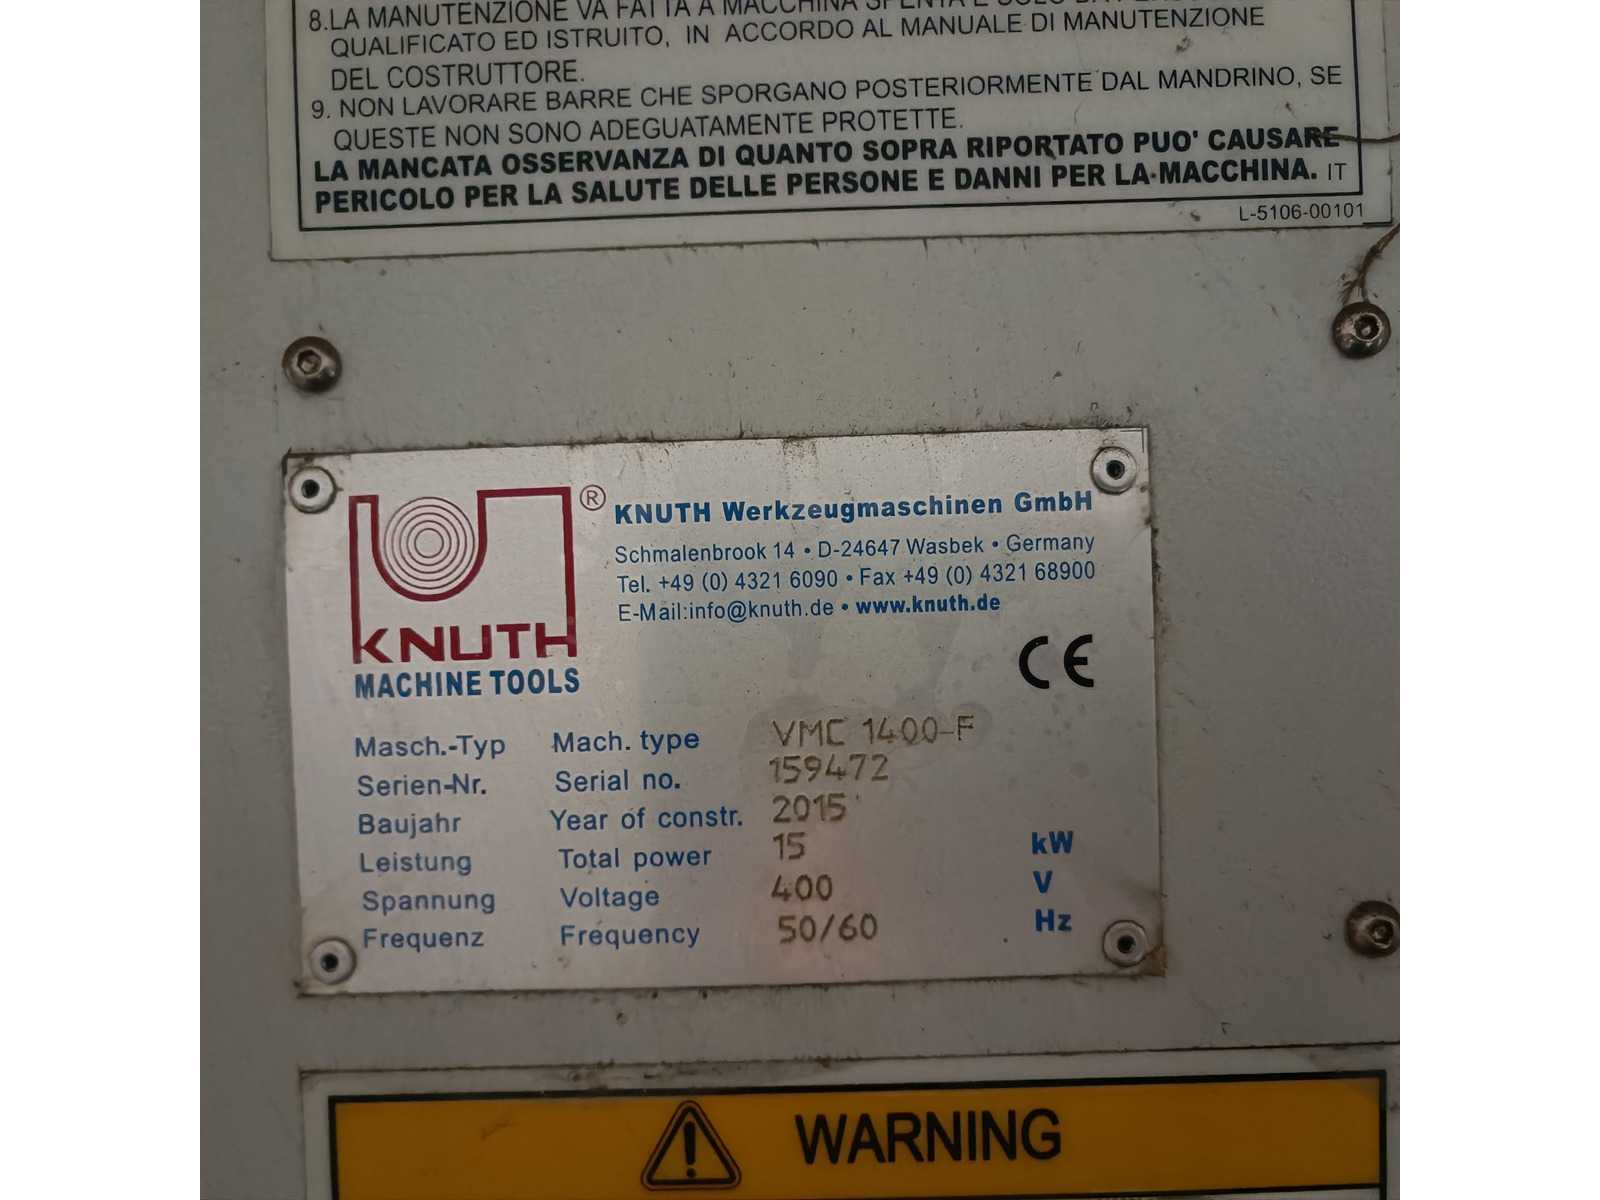 8.LA MANUTENZIONE VA FATTA A MACCHINA SPENTA E SOLO DA
QUALIFICATO ED ISTRUITO, IN ACCORDO AL MANUALE DI MANUTENZIONE
DEL COSTRUTTORE.
9. NON LAVORARE BARRE CHE SPORGANO POSTERIORMENTE DAL MANDRINO, SE
QUESTE NON SONO ADEGUATAMENTE PROTETTE.
LA MANCATA OSSERVANZA DI QUANTO SOPRA RIPORTATO PUO' CAUSARE
PERICOLO PER LA SALUTE DELLE PERSONE E DANNI PER LA MACCHINA. IT
L-5106-00101
KNUTH ®
MACHINE TOOLS
KNUTH Werkzeugmaschinen GmbH
Schmalenbrook 14 • D-24647 Wasbek • Germany
Tel. +49 (0) 4321 6090 • Fax +49 (0) 4321 68900
E-Mail:info@knuth.de • www.knuth.de
CE
Masch.-Typ Mach. type VMC 1400-F
Serien-Nr. Serial no. 159472
Baujahr Year of constr. 2015
Leistung Total power 15 kW
Spannung Voltage 400 V
Frequenz Frequency 50/60 Hz
WARNING